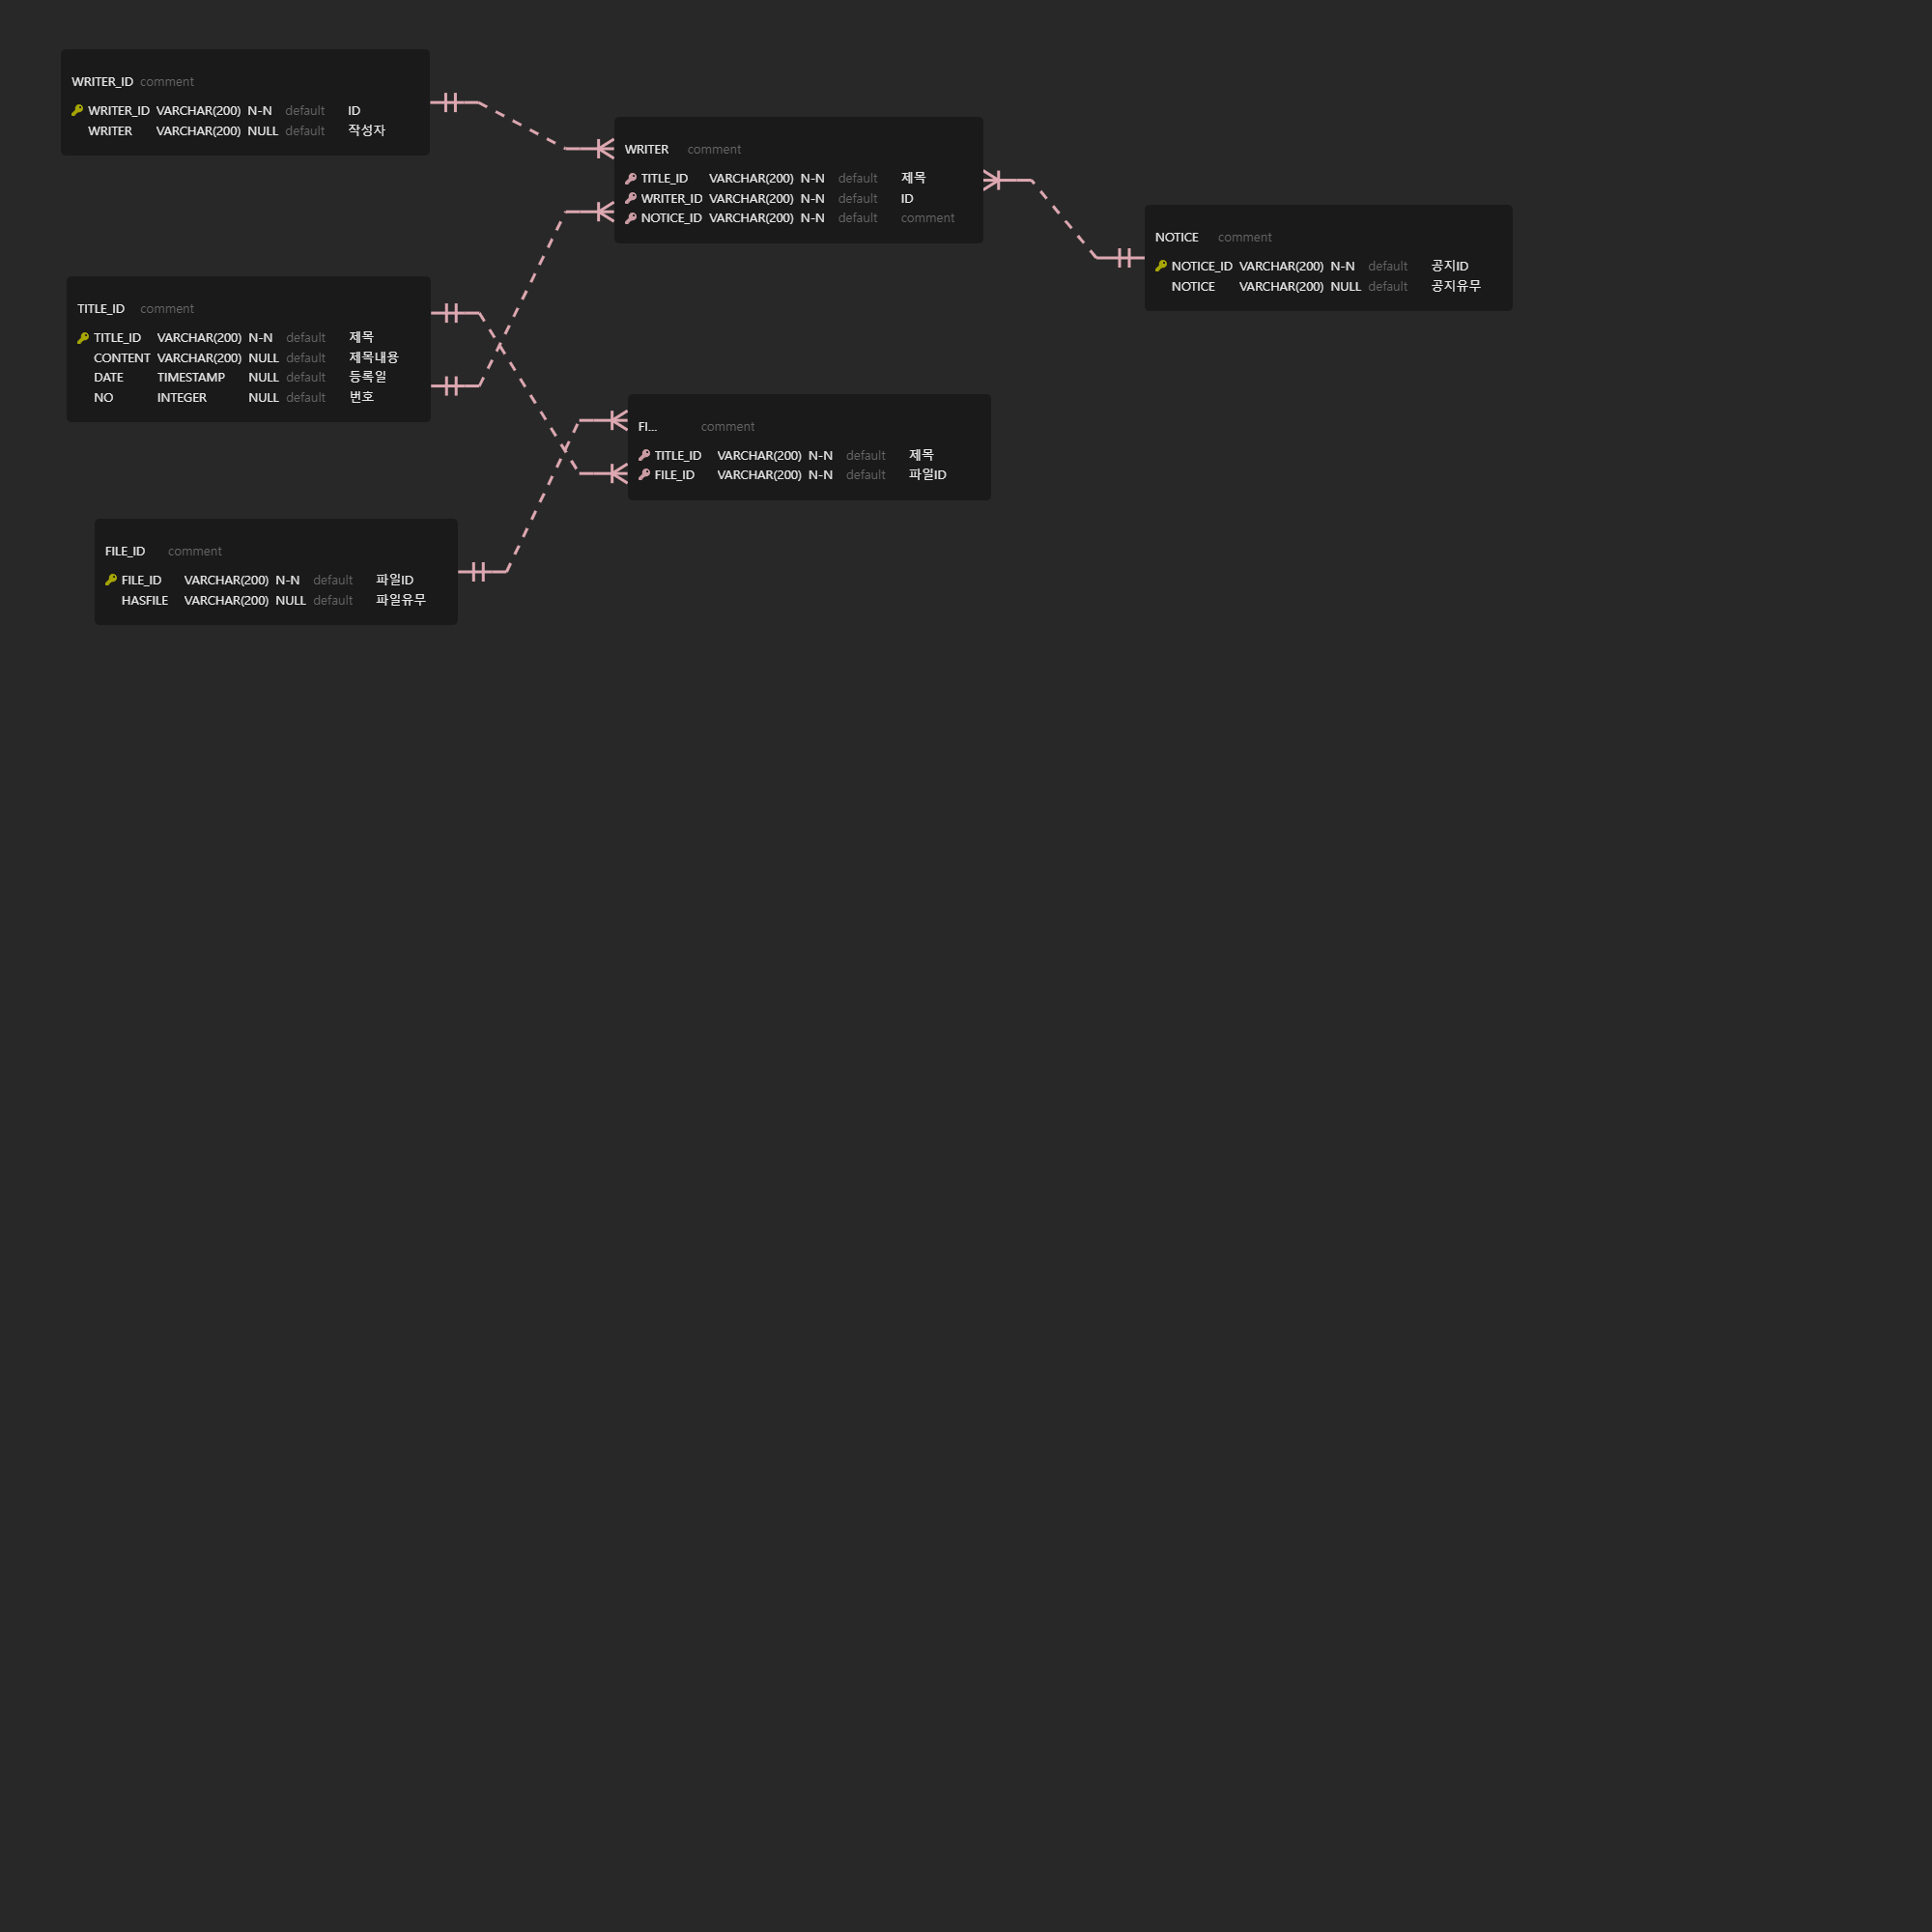 WRITER_ID comment
WRITER_ID VARCHAR(200) N-N default ID
WRITER VARCHAR(200) NULL default 작성자
WRITER comment
TITLE_ID VARCHAR(200) N-N default 제목
WRITER_ID VARCHAR(200) N-N default ID
NOTICE_ID VARCHAR(200) N-N default comment
NOTICE comment
NOTICE_ID VARCHAR(200) N-N default 공지ID
NOTICE VARCHAR(200) NULL default 공지유무
TITLE_ID comment
TITLE_ID VARCHAR(200) N-N default 제목
CONTENT VARCHAR(200) NULL default 제목내용
DATE TIMESTAMP NULL default 등록일
NO INTEGER NULL default 번호
FI... comment
TITLE_ID VARCHAR(200) N-N default 제목
FILE_ID VARCHAR(200) N-N default 파일ID
FILE_ID comment
FILE_ID VARCHAR(200) N-N default 파일ID
HASFILE VARCHAR(200) NULL default 파일유무